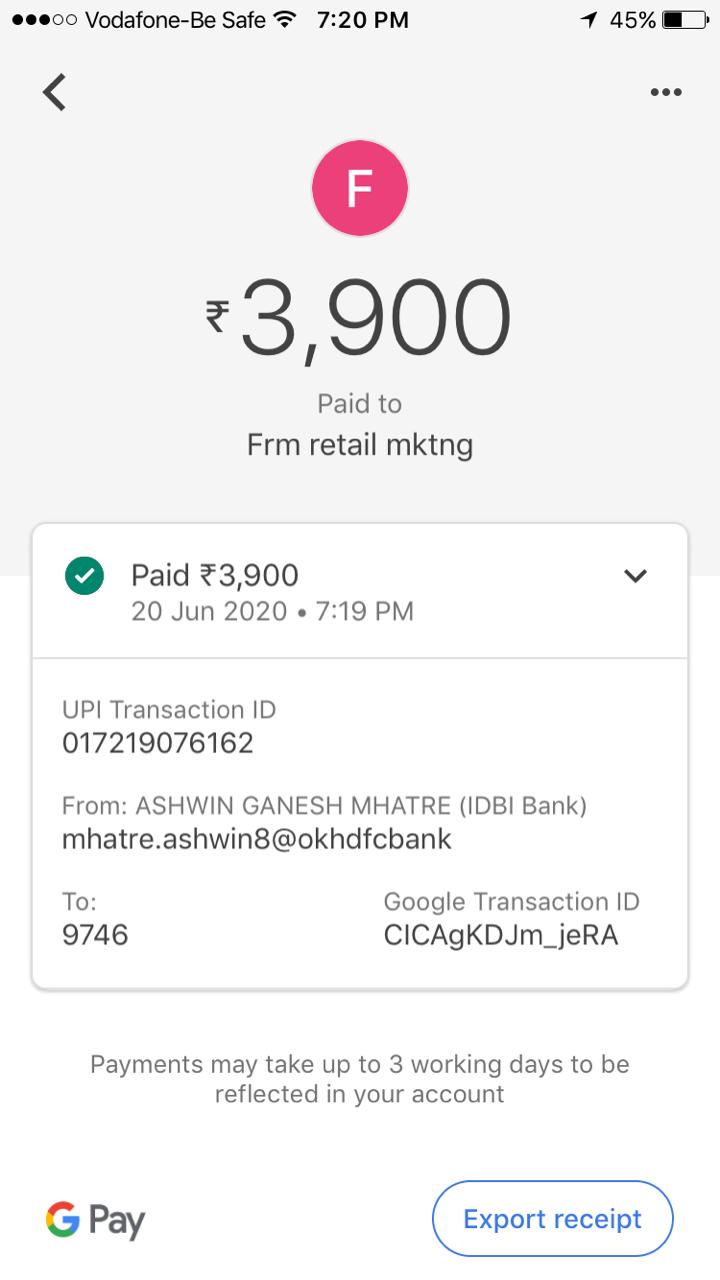 Vodafone-Be Safe 7:20 PM 45%
F
₹3,900
Paid to
Frm retail mktng
Paid ₹3,900
20 Jun 2020 • 7:19 PM
UPI Transaction ID
017219076162
From: ASHWIN GANESH MHATRE (IDBI Bank)
mhatre.ashwin8@okhdfcbank
To: Google Transaction ID
9746 CICAgKDJm_jeRA
Payments may take up to 3 working days to be
reflected in your account
G Pay Export receipt